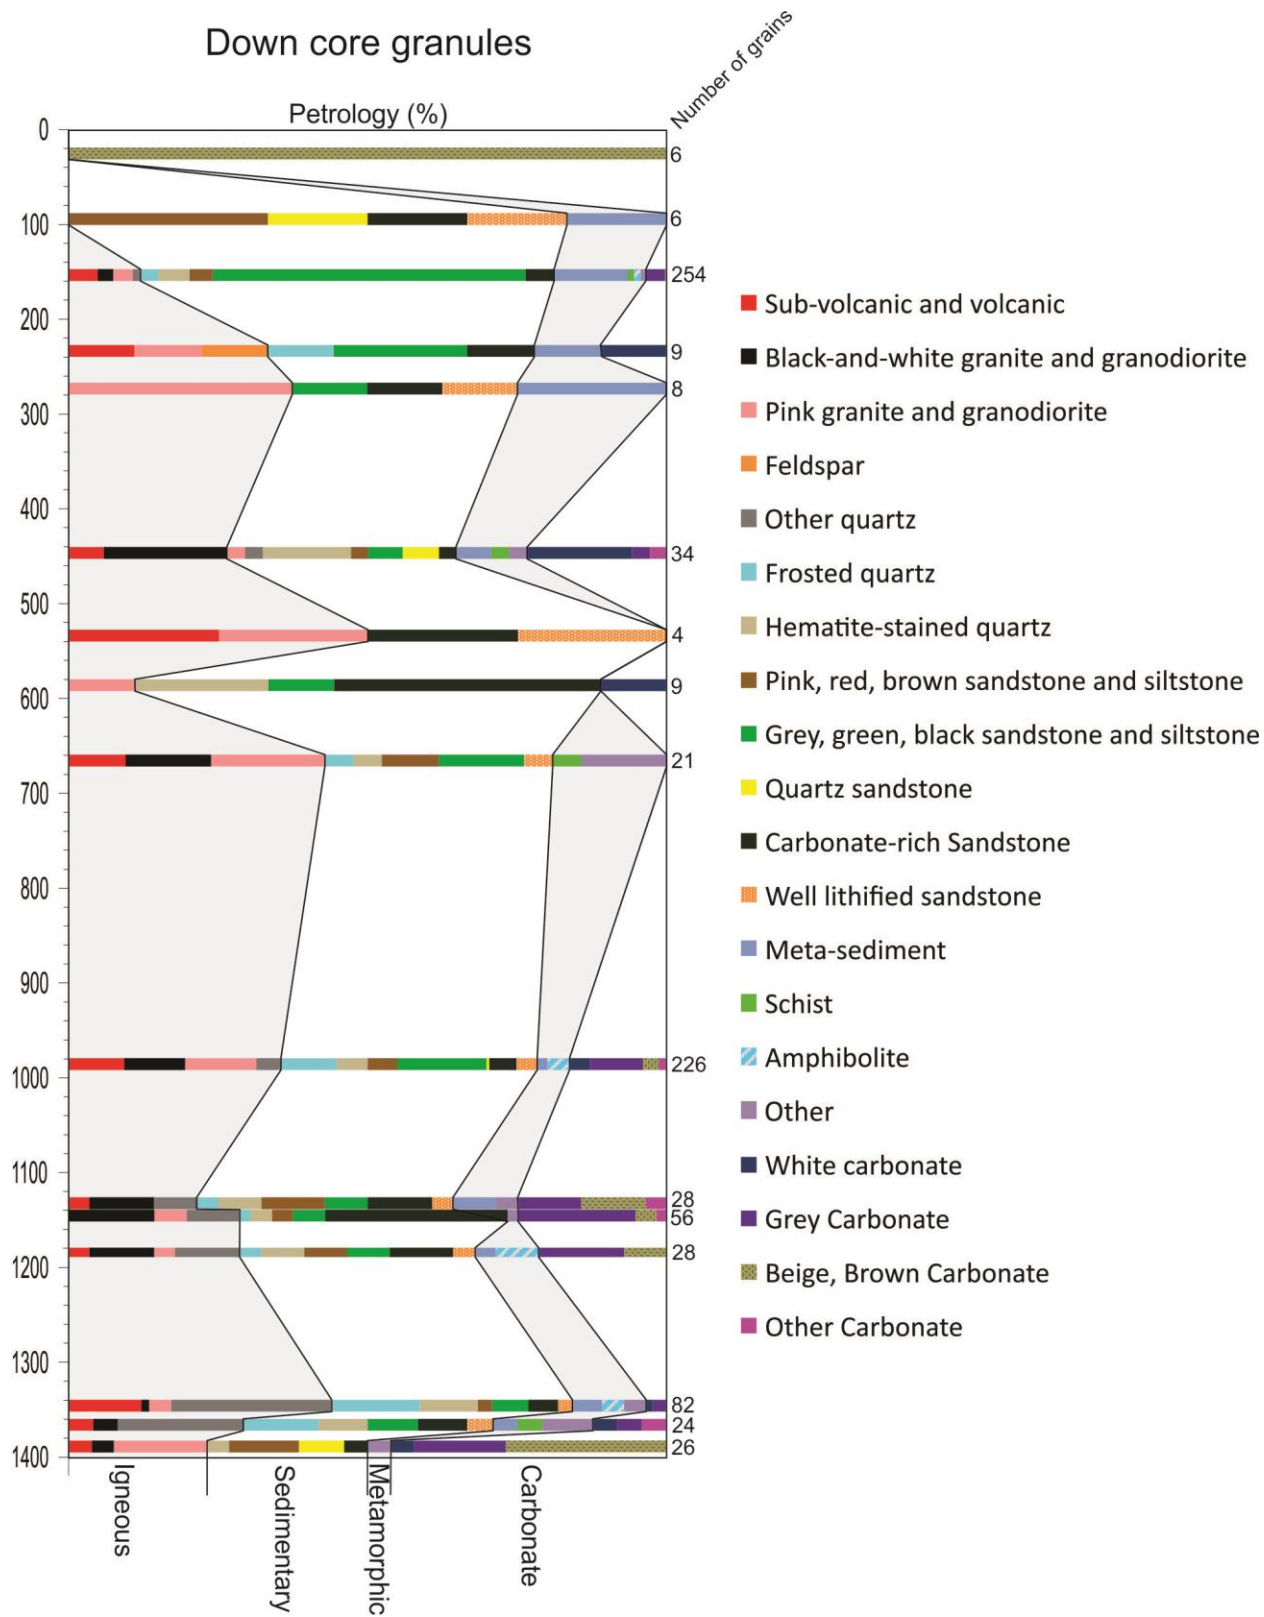 Down core granules
Number of grains
Petrology (%)
0
6
100
6
254
200
9
8
300
400
34
500
4
9
600
21
700
800
900
226
1000
1100
28
56
28
1200
1300
82
24
26
1400
Igneous
Sedimentary
Metamorphic
Carbonate
Sub-volcanic and volcanic
Black-and-white granite and granodiorite
Pink granite and granodiorite
Feldspar
Other quartz
Frosted quartz
Hematite-stained quartz
Pink, red, brown sandstone and siltstone
Grey, green, black sandstone and siltstone
Quartz sandstone
Carbonate-rich Sandstone
Well lithified sandstone
Meta-sediment
Schist
Amphibolite
Other
White carbonate
Grey Carbonate
Beige, Brown Carbonate
Other Carbonate